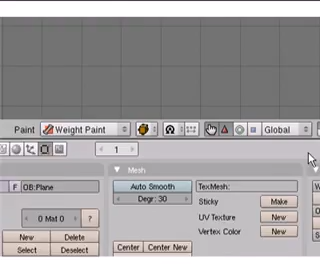 Paint Weight Paint Global
1
Mesh
F OB:Plane
Auto Smooth
TexMesh:
Degr: 30
Sticky Make
0 Mat 0 ?
UV Texture New
New Delete
Vertex Color New
Select Deselect
Center Center New